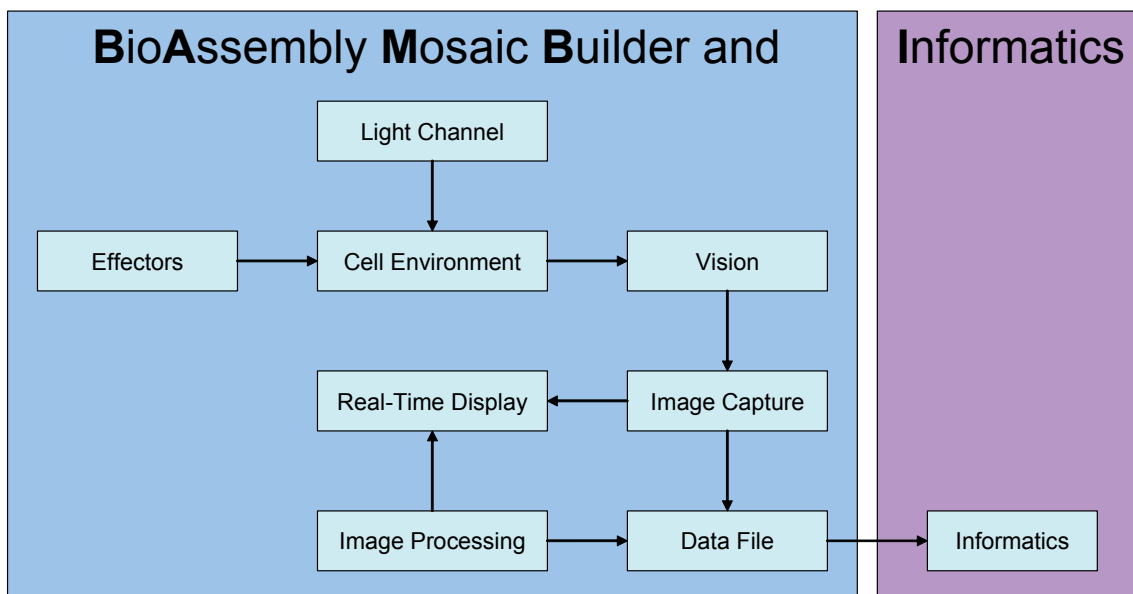 BioAssembly Mosaic Builder and
Informatics
Light Channel
Effectors
Cell Environment
Vision
Real-Time Display
Image Capture
Image Processing
Data File
Informatics